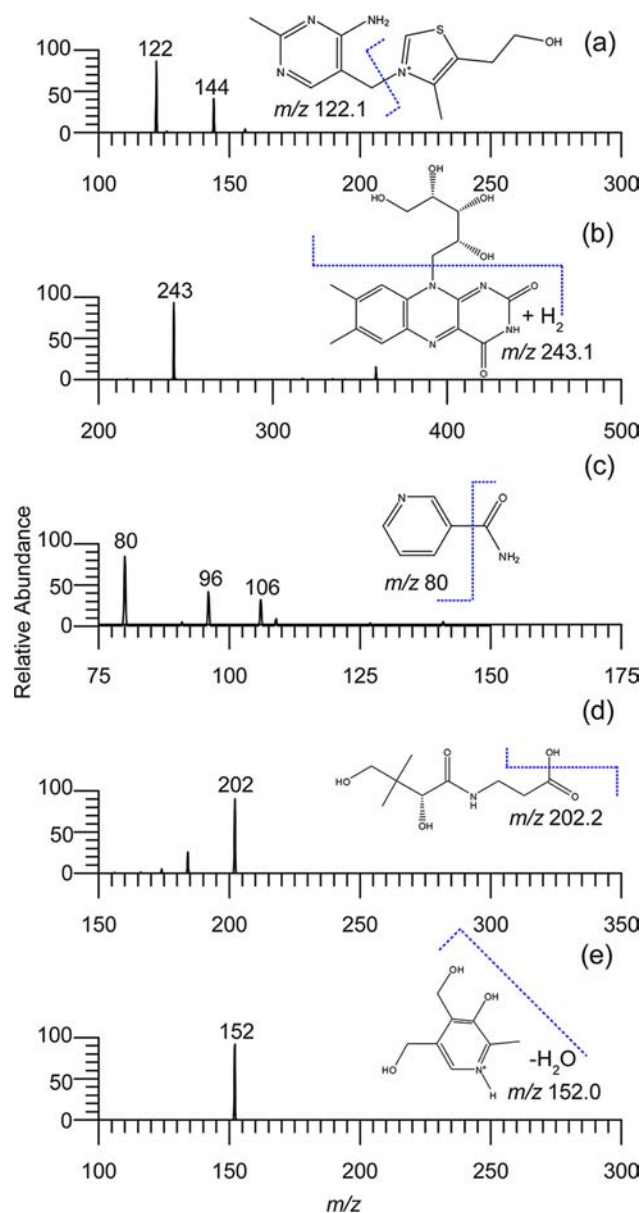 (a)
NH2
N
N
N+
S
OH
m/z 122.1
122
144
100
50
0
100 150 200 250 300
(b)
OH
OH
HO
OH
OH
N
N
O
NH
N
O
+ H2
m/z 243.1
243
100
50
0
200 300 400 500
(c)
N
O
NH2
m/z 80
80
96
106
100
50
0
75 100 125 150 175
Relative Abundance
(d)
HO
O
OH
N
H
OH
O
m/z 202.2
202
100
50
0
150 200 250 300 350
(e)
OH
OH
HO
N+
H
-H2O
m/z 152.0
152
100
50
0
100 150 200 250 300
m/z